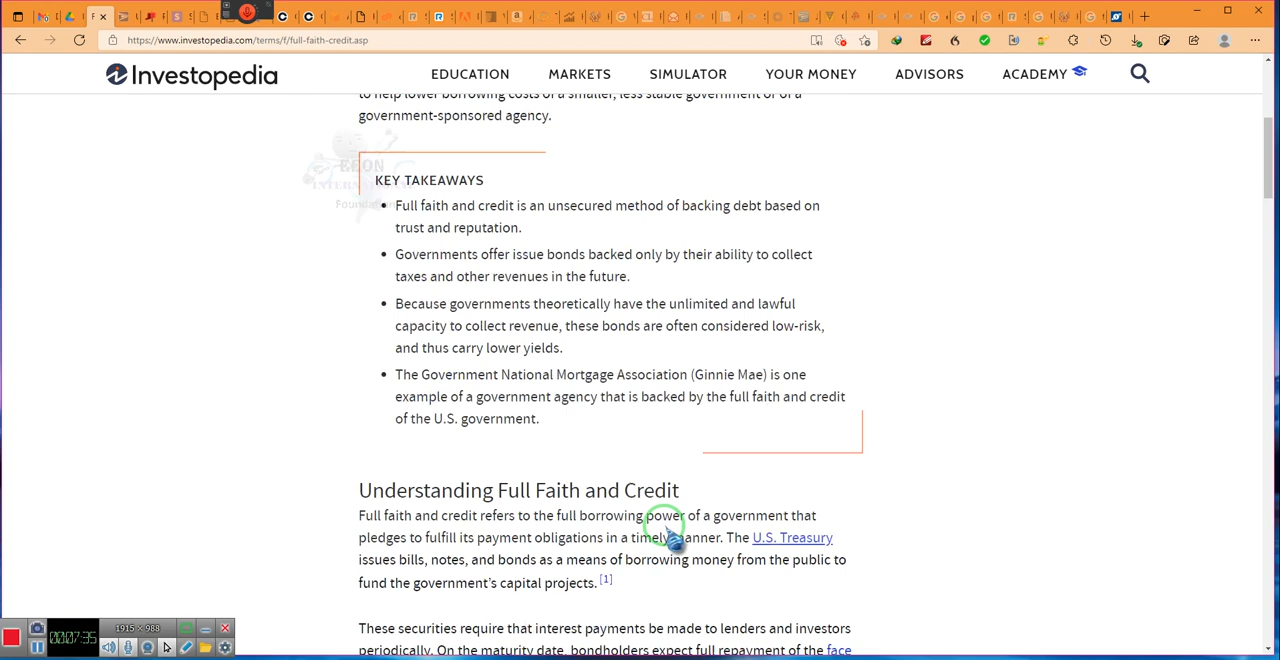 https://www.investopedia.com/terms/f/full-faith-credit.asp
Investopedia
EDUCATION MARKETS SIMULATOR YOUR MONEY ADVISORS ACADEMY
to help lower borrowing costs of a smaller, less stable government or of a
government-sponsored agency.
KEY TAKEAWAYS
• Full faith and credit is an unsecured method of backing debt based on
trust and reputation.
• Governments offer issue bonds backed only by their ability to collect
taxes and other revenues in the future.
• Because governments theoretically have the unlimited and lawful
capacity to collect revenue, these bonds are often considered low-risk,
and thus carry lower yields.
• The Government National Mortgage Association (Ginnie Mae) is one
example of a government agency that is backed by the full faith and credit
of the U.S. government.
BEON
INTERNATIONAL
Foundation
Understanding Full Faith and Credit
Full faith and credit refers to the full borrowing power of a government that
pledges to fulfill its payment obligations in a timely manner. The U.S. Treasury
issues bills, notes, and bonds as a means of borrowing money from the public to
fund the government's capital projects. [1]
These securities require that interest payments be made to lenders and investors
periodically. On the maturity date, bondholders expect full repayment of the face
1915 x 988
00:07:35